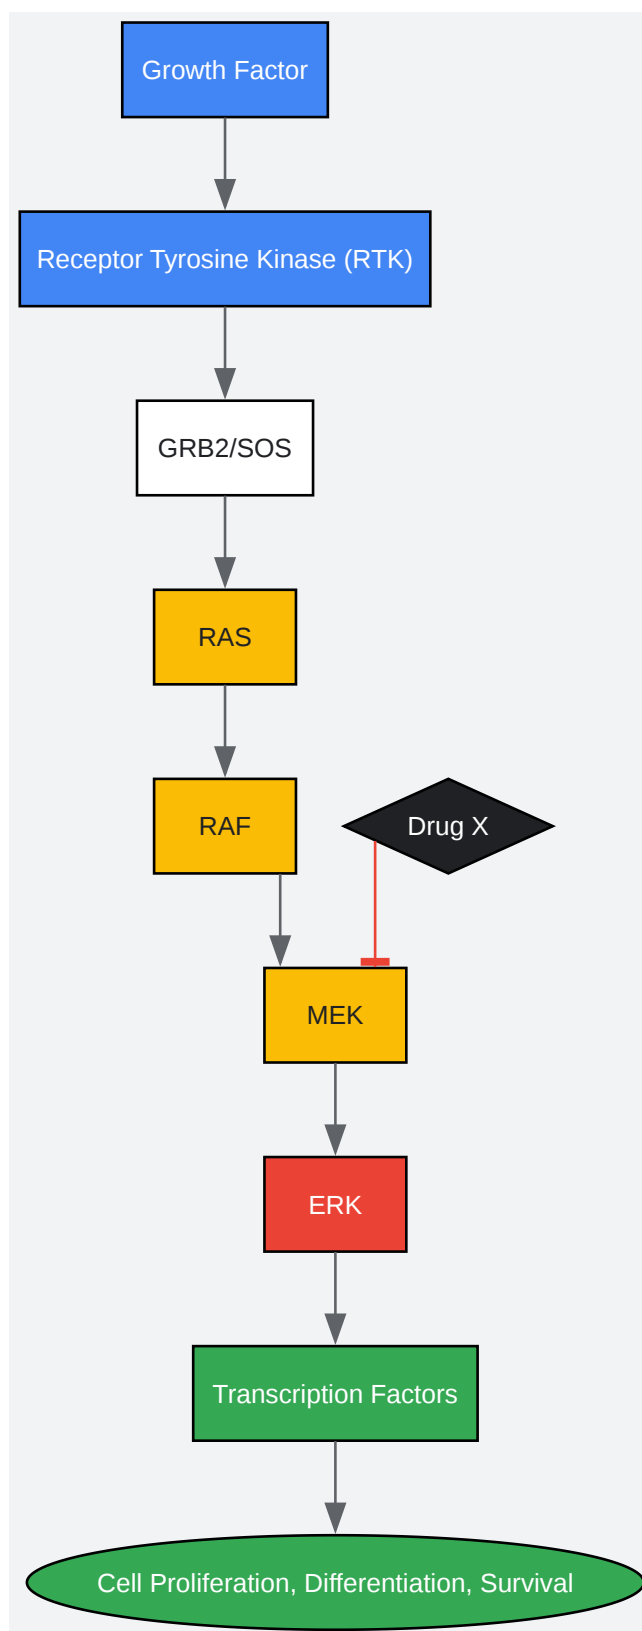 Growth Factor
Receptor Tyrosine Kinase (RTK)
GRB2/SOS
RAS
RAF
Drug X
MEK
ERK
Transcription Factors
Cell Proliferation, Differentiation, Survival